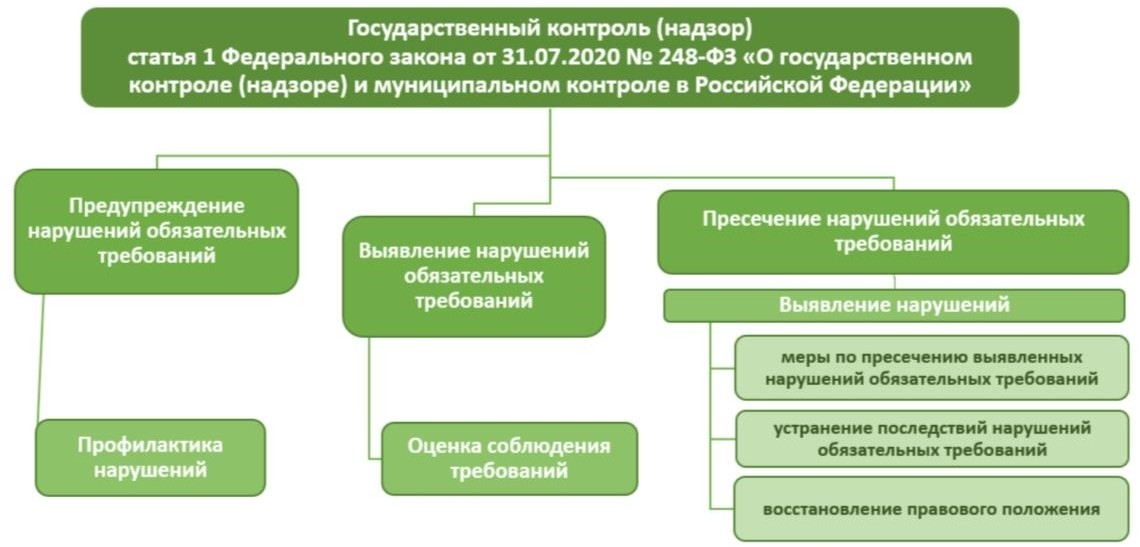 Государственный контроль (надзор)
статья 1 Федерального закона от 31.07.2020 № 248-ФЗ «О государственном
контроле (надзоре) и муниципальном контроле в Российской Федерации»
Предупреждение
нарушений обязательных
требований
Профилактика
нарушений
Выявление нарушений
обязательных
требований
Оценка соблюдения
требований
Пресечение нарушений обязательных
требований
Выявление нарушений
меры по пресечению выявленных
нарушений обязательных требований
устранение последствий нарушений
обязательных требований
восстановление правового положения